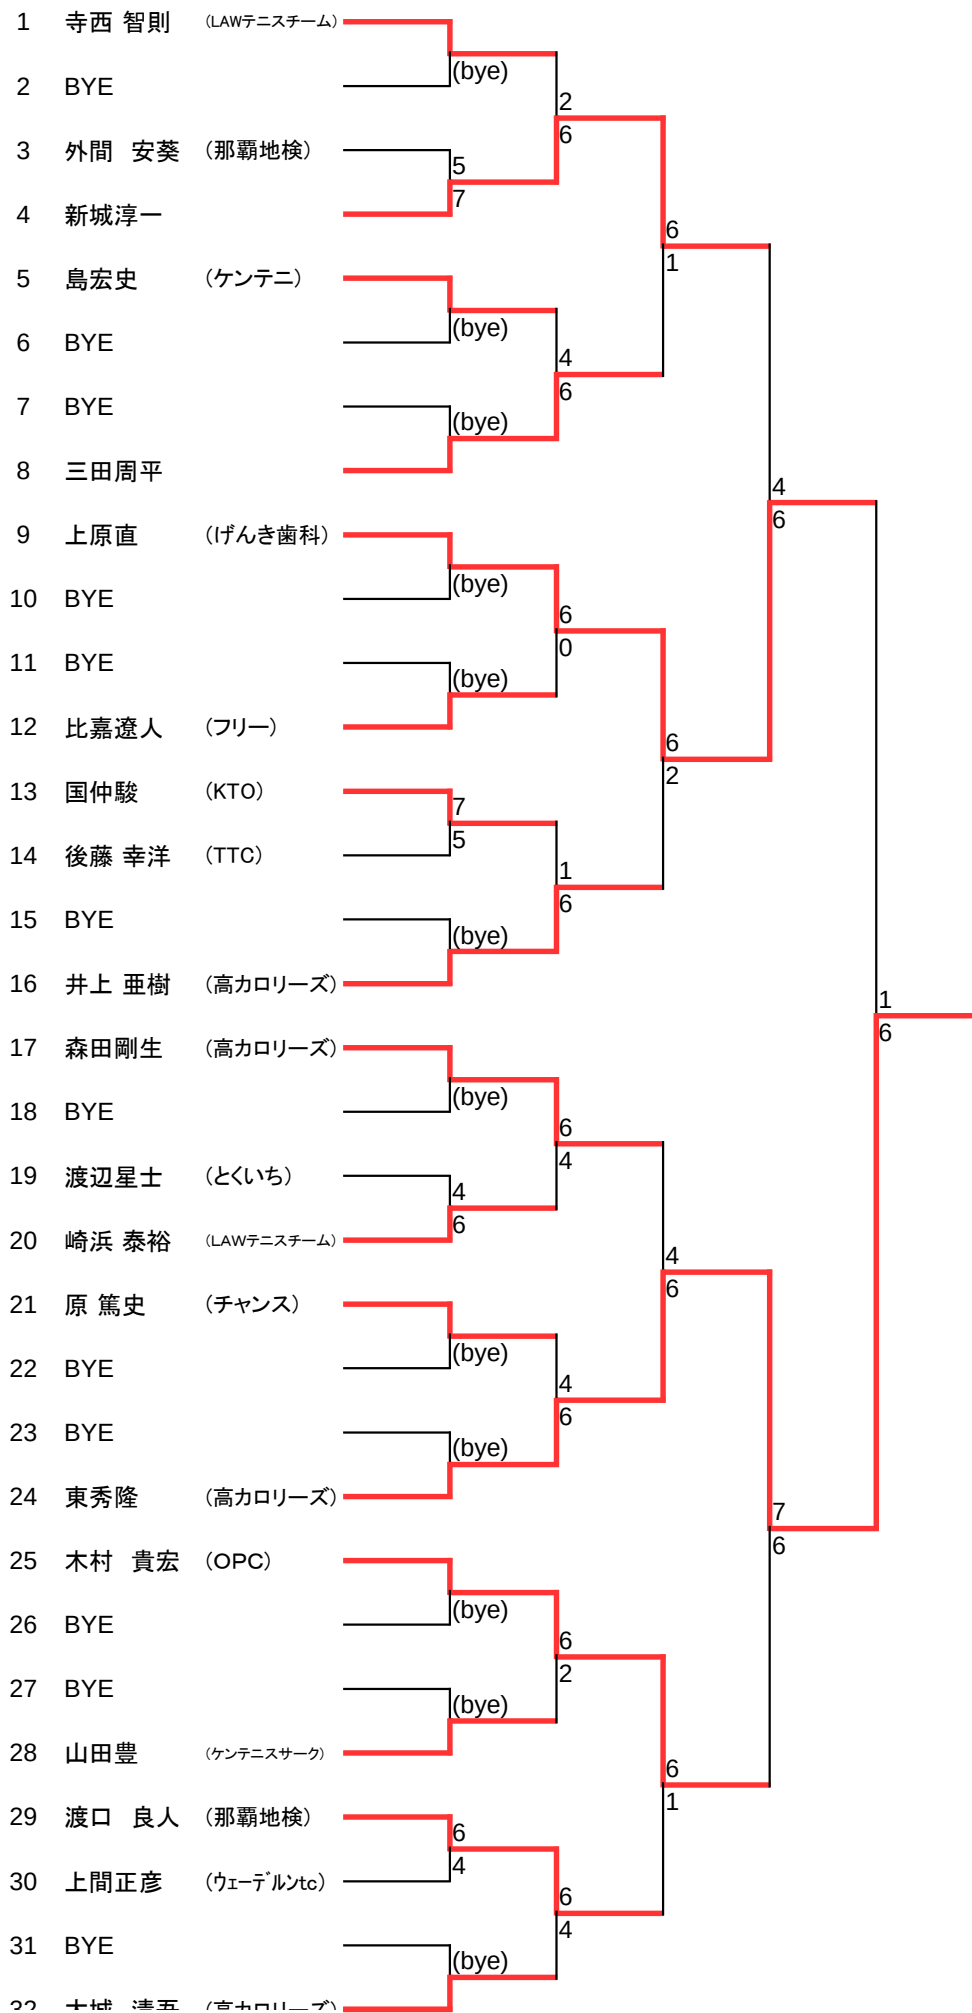 1 寺西 智則 (LAWテニスチーム)
(bye)
2 BYE
2
6
3 外間 安葵 (那覇地検)
5
7
4 新城淳一
6
1
5 島宏史 (ケンテニ)
(bye)
6 BYE
4
6
7 BYE
(bye)
8 三田周平
4
6
9 上原直 (げんき歯科)
(bye)
10 BYE
6
0
11 BYE
(bye)
12 比嘉遼人 (フリー)
6
2
13 国仲駿 (KTO)
7
5
14 後藤 幸洋 (TTC)
1
6
15 BYE
(bye)
16 井上 亜樹 (高カロリーズ)
1
6
17 森田剛生 (高カロリーズ)
(bye)
18 BYE
6
4
19 渡辺星士 (とくいち)
4
6
20 崎浜 泰裕 (LAWテニスチーム)
4
6
21 原 篤史 (チャンス)
(bye)
22 BYE
4
6
23 BYE
(bye)
24 東秀隆 (高カロリーズ)
7
6
25 木村 貴宏 (OPC)
(bye)
26 BYE
6
2
27 BYE
(bye)
28 山田豊 (ケンテニスサーク)
6
1
29 渡口 良人 (那覇地検)
6
4
30 上間正彦 (ウェーデルンtc)
6
4
31 BYE
(bye)
32 大城 清吾 (高カロリーズ)